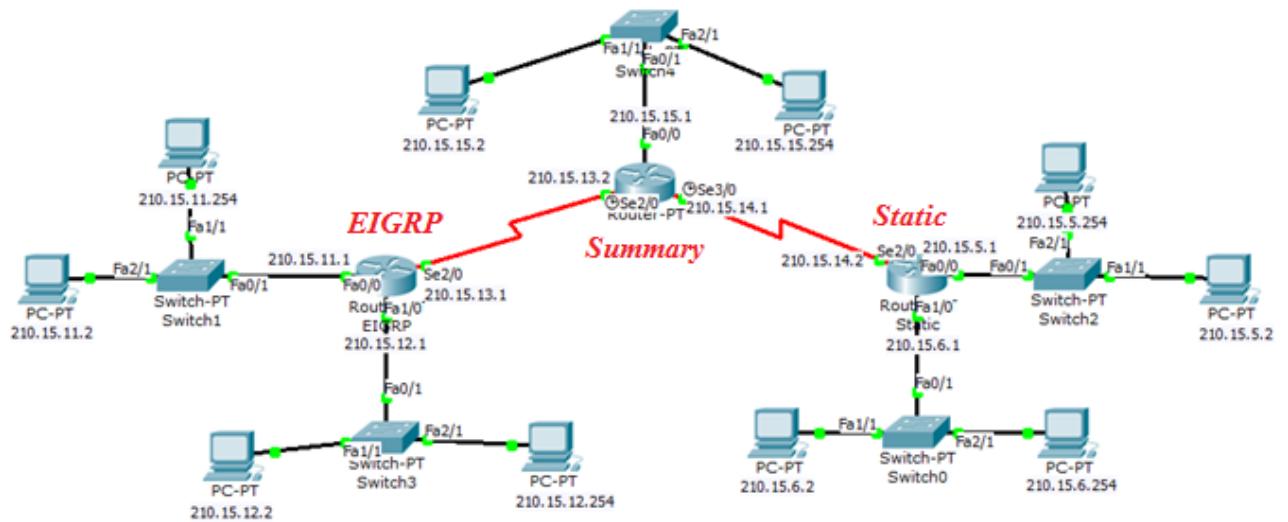 Fa1/1
Fa2/1
Fa0/1
Switch4
PC-PT
210.15.15.2
210.15.15.1
Fa0/0
PC-PT
210.15.15.254
PC-PT
210.15.11.254
Fa1/1
210.15.13.2
Se2/0
Router-PT
Se3/0
210.15.14.1
EIGRP
Summary
Static
PC-PT
210.15.5.254
Fa2/1
PC-PT
210.15.11.2
Fa2/1
Fa0/1
Switch-PT
Switch1
210.15.11.1
Fa0/0
Se2/0
210.15.13.1
Fa1/0
EIGRP
210.15.12.1
210.15.14.2
Se2/0
210.15.5.1
Fa0/0
Fa0/1
Fa1/0
Static
210.15.6.1
Switch-PT
Switch2
Fa1/1
PC-PT
210.15.5.2
Fa0/1
Fa1/1
Fa2/1
Switch-PT
Switch3
PC-PT
210.15.12.2
PC-PT
210.15.12.254
Fa0/1
Fa1/1
Fa2/1
Switch-PT
Switch0
PC-PT
210.15.6.2
PC-PT
210.15.6.254